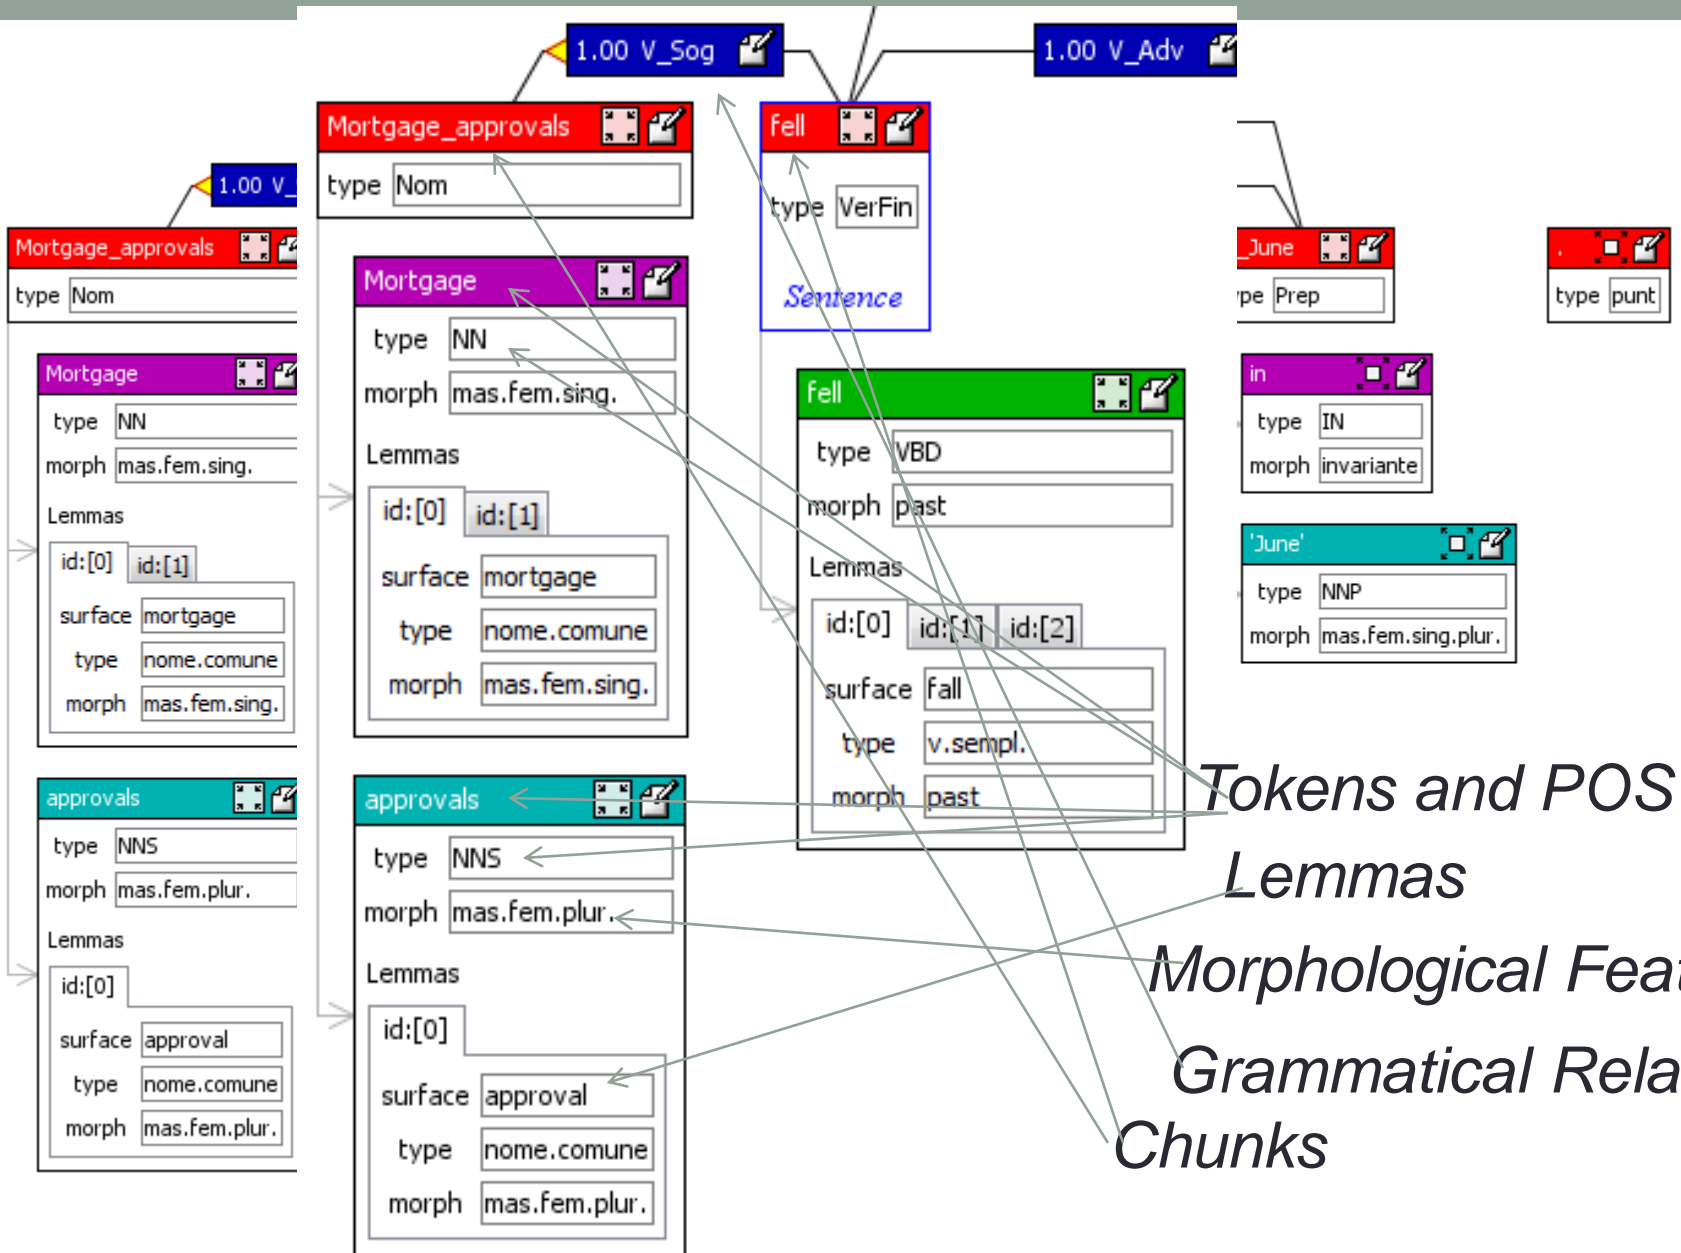 1.00 V_
Mortgage_approvals
type Nom
Mortgage
type NN
morph mas.fem.sing.
Lemmas
id:[0] id:[1]
surface mortgage
type nome.comune
morph mas.fem.sing.
approvals
type NNS
morph mas.fem.plur.
Lemmas
id:[0]
surface approval
type nome.comune
morph mas.fem.plur.
1.00 V_Sog
1.00 V_Adv
Mortgage_approvals
type Nom
Mortgage
type NN
morph mas.fem.sing.
Lemmas
id:[0] id:[1]
surface mortgage
type nome.comune
morph mas.fem.sing.
approvals
type NNS
morph mas.fem.plur.
Lemmas
id:[0]
surface approval
type nome.comune
morph mas.fem.plur.
fell
type VerFin
Sentence
fell
type VBD
morph past
Lemmas
id:[0] id:[1] id:[2]
surface fall
type v.sempl.
morph past
_June
pe Prep
in
type IN
morph invariante
'June'
type NNP
morph mas.fem.sing.plur.
.
type punt
Tokens and POS
Lemmas
Morphological Feat
Grammatical Rela
Chunks